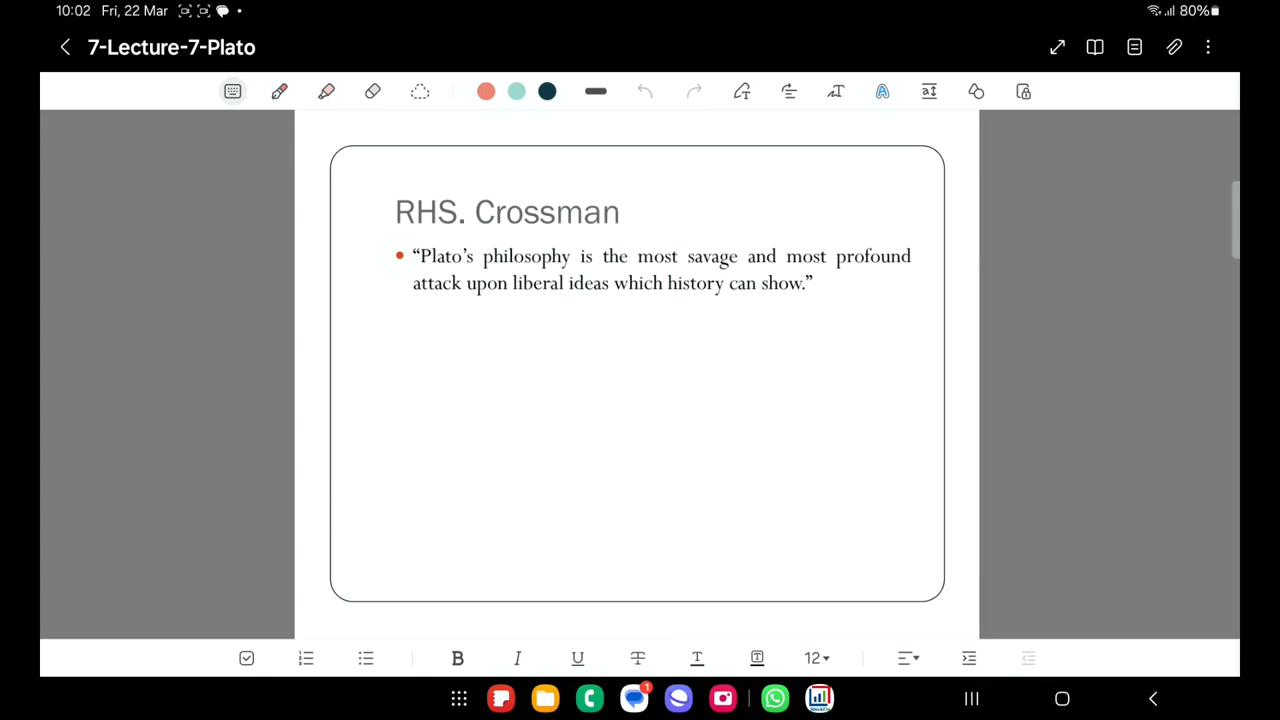 10:02 Fri, 22 Mar
80%
7-Lecture-7-Plato
RHS. Crossman
“Plato’s philosophy is the most savage and most profound
attack upon liberal ideas which history can show.”
B I U T T T 12
1